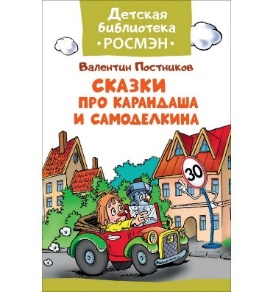 Детская
библиотека
•РОСМЭН•
Валентин Постников
СКАЗКИ
ПРО КАРАНДАША
И САМОДЕЛКИНА
30